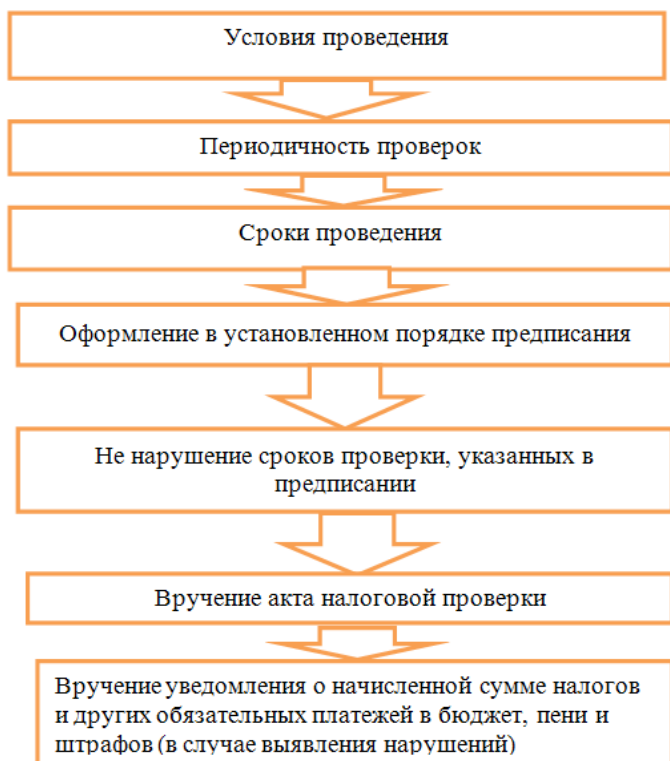 Условия проведения
Периодичность проверок
Сроки проведения
Оформление в установленном порядке предписания
Не нарушение сроков проверки, указанных в
предписании
Вручение акта налоговой проверки
Вручение уведомления о начисленной сумме налогов
и других обязательных платежей в бюджет, пени и
штрафов (в случае выявления нарушений)